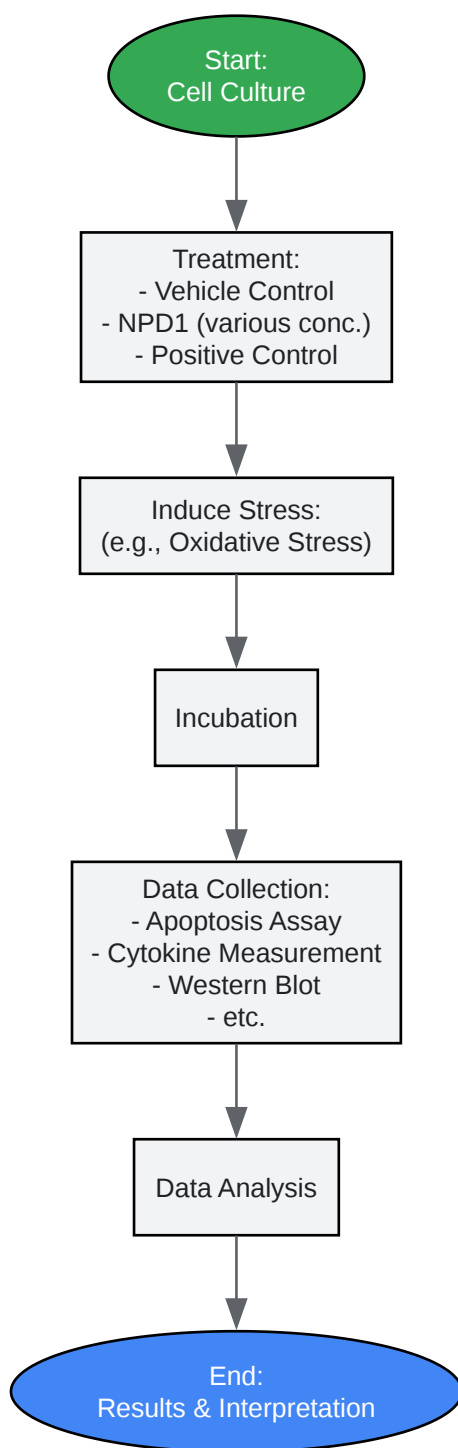 Start:
Cell Culture
Treatment:
- Vehicle Control
- NPD1 (various conc.)
- Positive Control
Induce Stress:
(e.g., Oxidative Stress)
Incubation
Data Collection:
- Apoptosis Assay
- Cytokine Measurement
- Western Blot
- etc.
Data Analysis
End:
Results & Interpretation